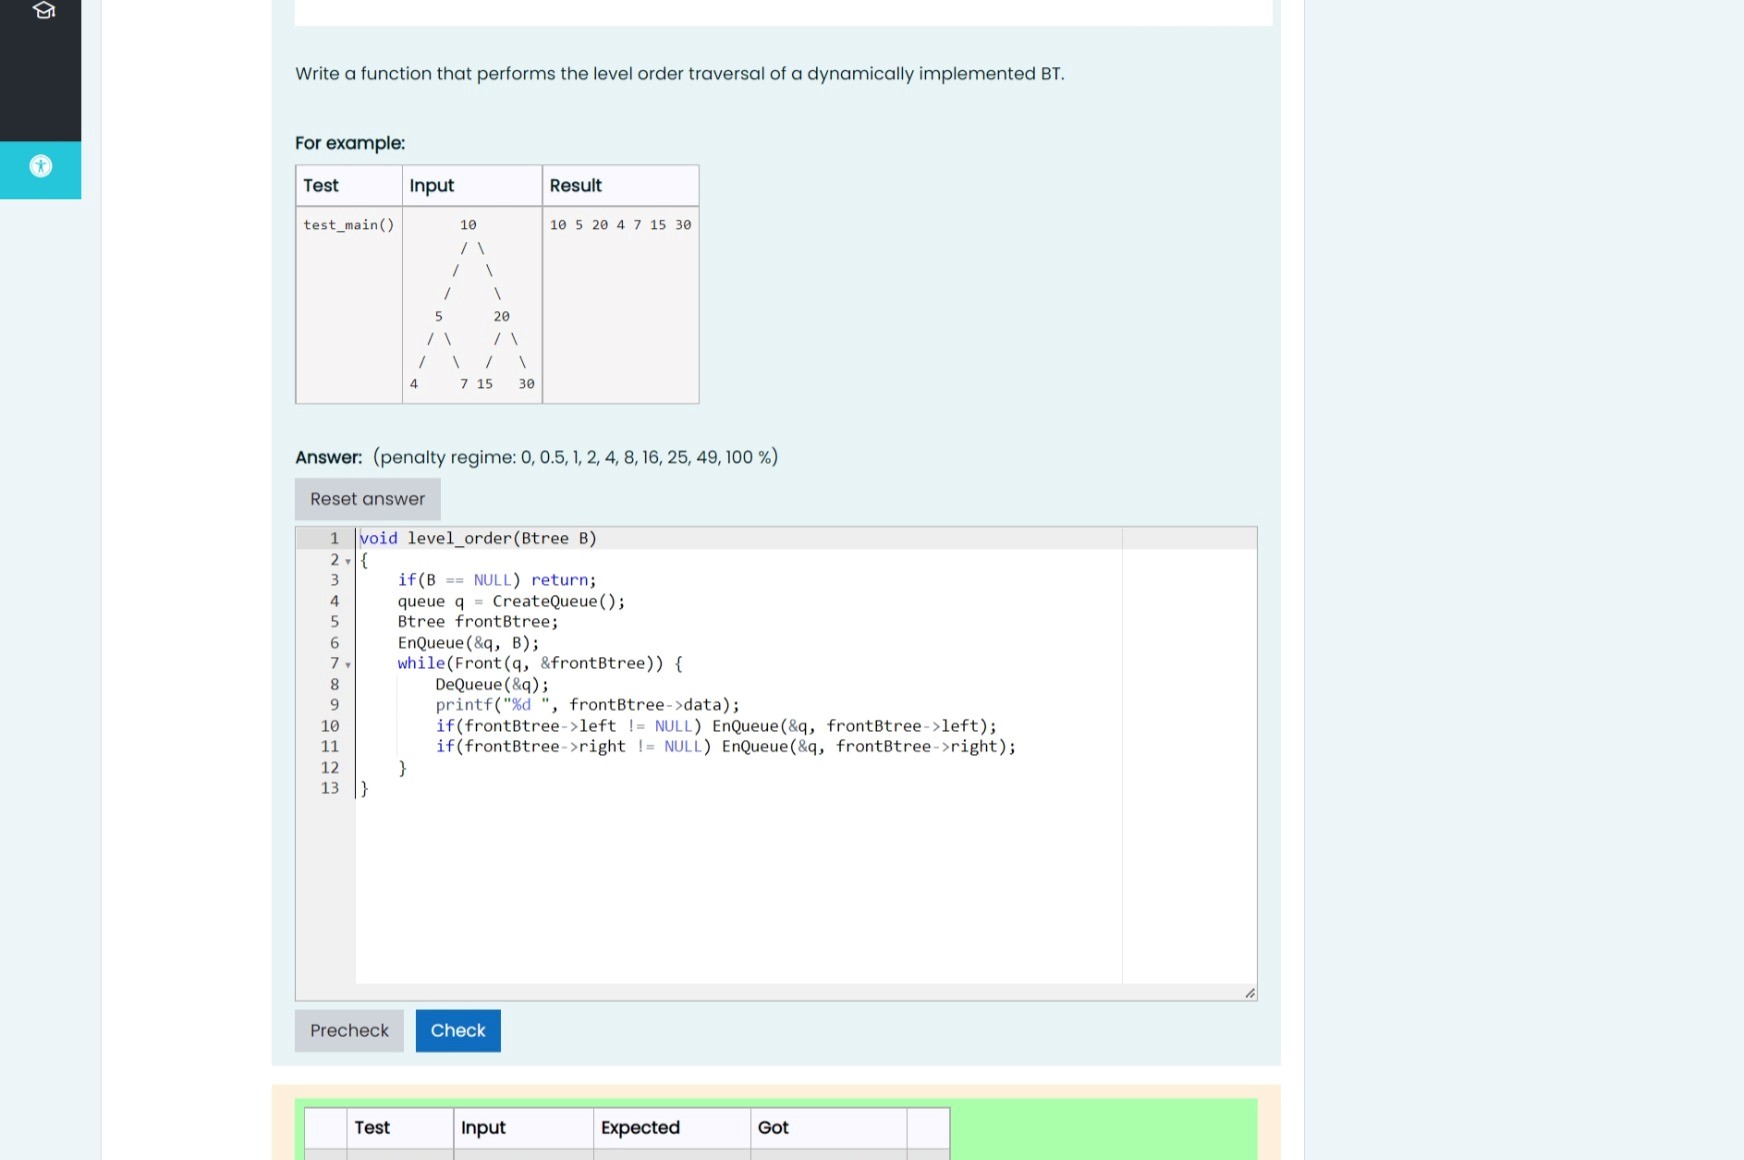 Write a function that performs the level order traversal of a dynamically implemented BT.
For example:
Test Input Result
test_main() 10 10 5 20 4 7 15 30
/ \
/ \
/ \
5 20
/ \ / \
/ \ / \
4 7 15 30
Answer: (penalty regime: 0, 0.5, 1, 2, 4, 8, 16, 25, 49, 100 %)
Reset answer
1 void level_order(Btree B)
2 {
3 if(B == NULL) return;
4 queue q = CreateQueue();
5 Btree frontBtree;
6 EnQueue(&q, B);
7 while(Front(q, &frontBtree)) {
8 DeQueue(&q);
9 printf("%d ", frontBtree->data);
10 if(frontBtree->left != NULL) EnQueue(&q, frontBtree->left);
11 if(frontBtree->right != NULL) EnQueue(&q, frontBtree->right);
12 }
13 }
Precheck Check
Test Input Expected Got